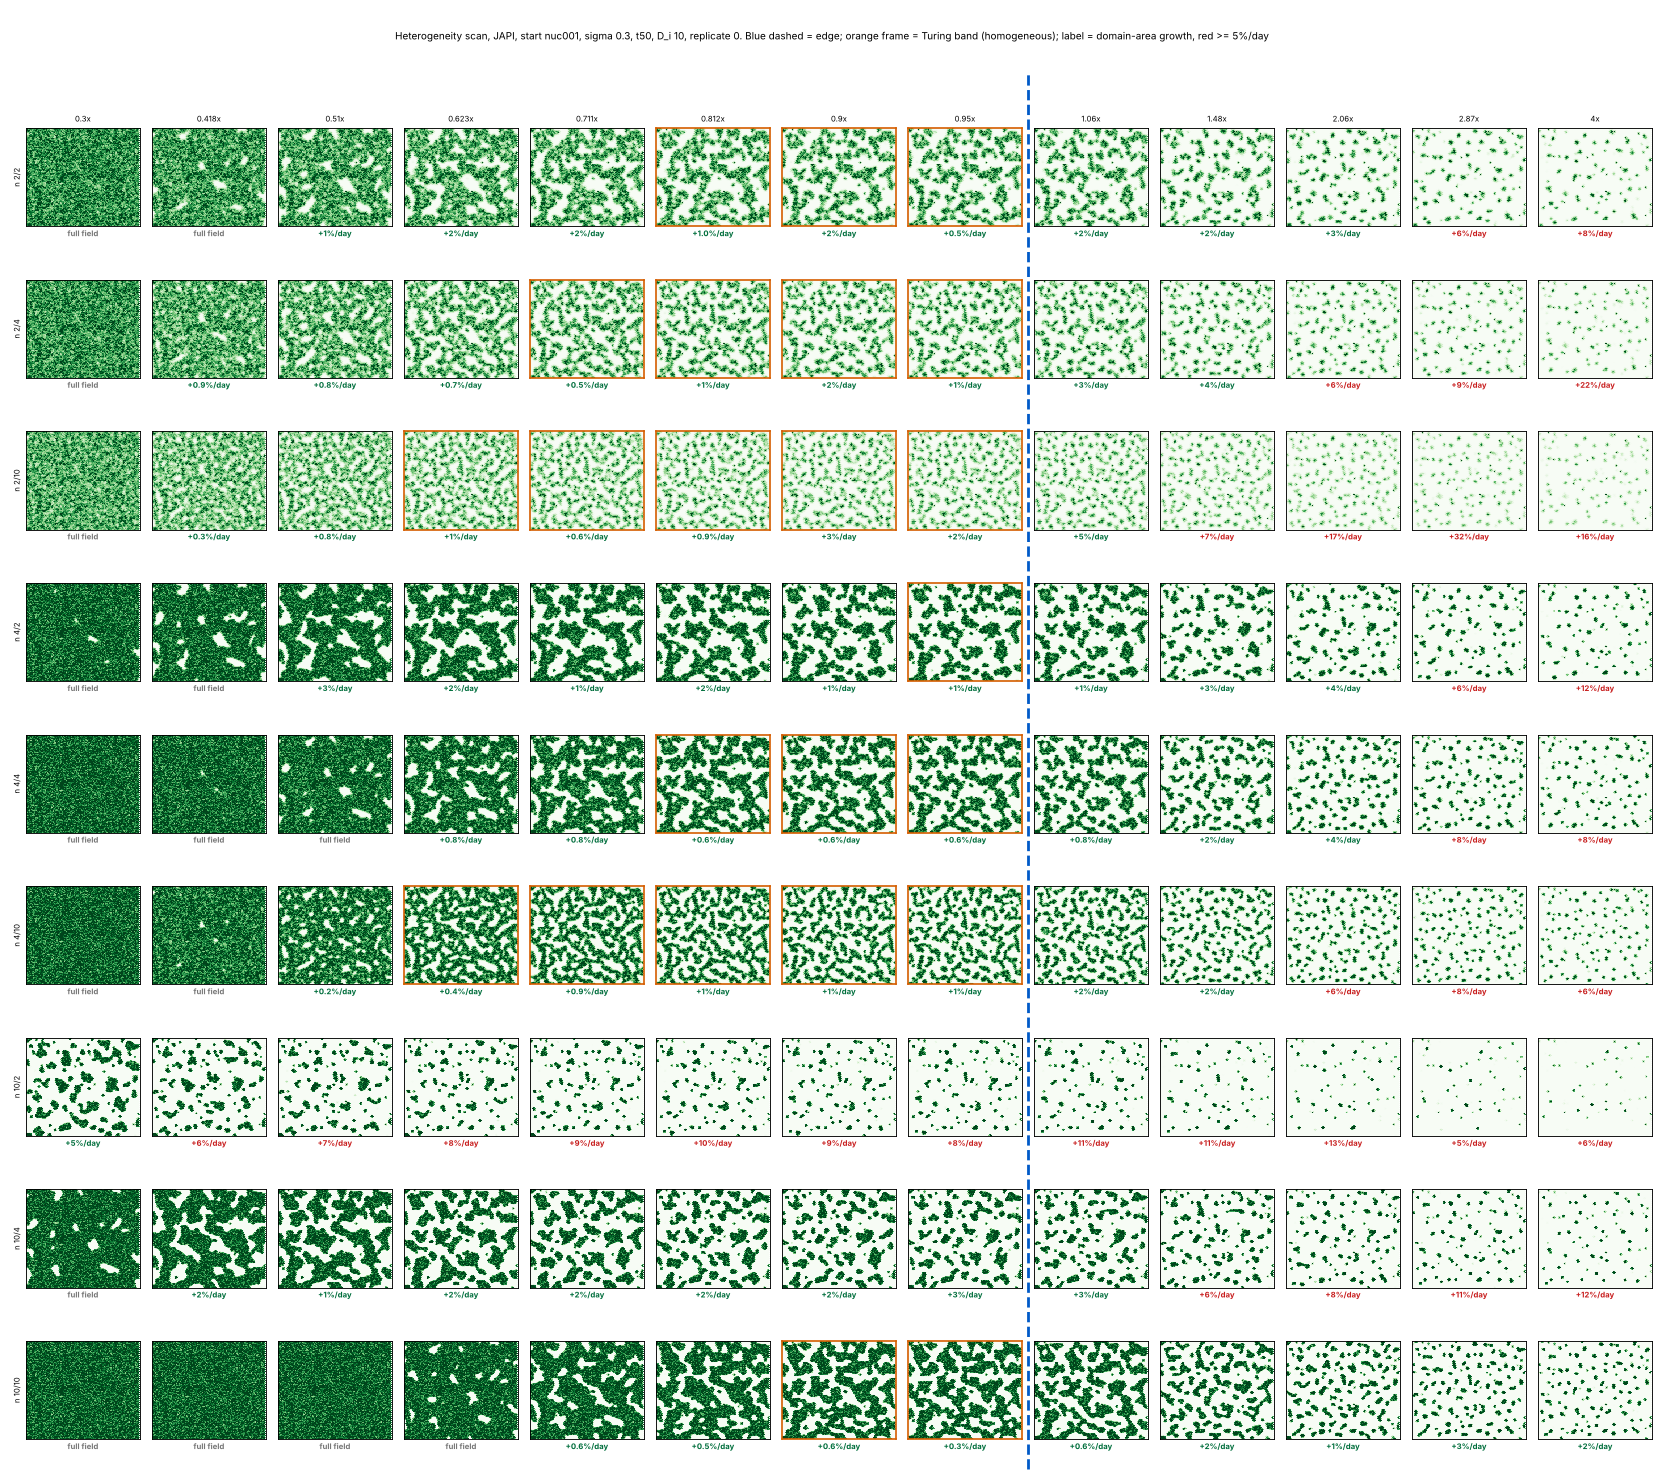 Heterogeneity scan, JAPI, start nuc001, sigma 0.3, t50, D_i 10, replicate 0. Blue dashed = edge; orange frame = Turing band (homogeneous); label = domain-area growth, red >= 5%/day
0.3x 0.418x 0.51x 0.623x 0.711x 0.812x 0.9x 0.95x 1.06x 1.48x 2.06x 2.87x 4x
n 2/2
full field full field +1%/day +2%/day +2%/day +1.0%/day +2%/day +0.5%/day +2%/day +2%/day +3%/day +6%/day +8%/day
n 2/4
full field +0.9%/day +0.8%/day +0.7%/day +0.5%/day +1%/day +2%/day +1%/day +3%/day +4%/day +6%/day +9%/day +22%/day
n 2/10
full field +0.3%/day +0.8%/day +1%/day +0.6%/day +0.9%/day +3%/day +2%/day +5%/day +7%/day +17%/day +32%/day +16%/day
n 4/2
full field full field +3%/day +2%/day +1%/day +2%/day +1%/day +1%/day +1%/day +3%/day +4%/day +6%/day +12%/day
n 4/4
full field full field full field +0.8%/day +0.8%/day +0.6%/day +0.6%/day +0.6%/day +0.8%/day +2%/day +4%/day +8%/day +8%/day
n 4/10
full field full field +0.2%/day +0.4%/day +0.9%/day +1%/day +1%/day +1%/day +2%/day +2%/day +6%/day +8%/day +6%/day
n 10/2
+5%/day +6%/day +7%/day +8%/day +9%/day +10%/day +9%/day +8%/day +11%/day +11%/day +13%/day +5%/day +6%/day
n 10/4
full field +2%/day +1%/day +2%/day +2%/day +2%/day +2%/day +3%/day +3%/day +6%/day +8%/day +11%/day +12%/day
n 10/10
full field full field full field full field +0.6%/day +0.5%/day +0.6%/day +0.3%/day +0.6%/day +2%/day +1%/day +3%/day +2%/day